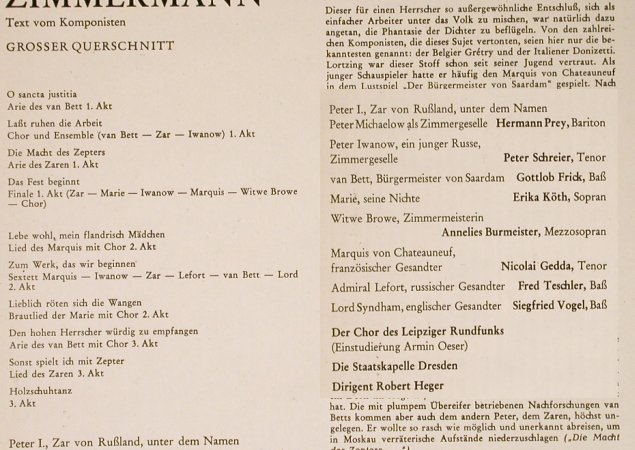 ZIMMERMANN
Text vom Komponisten
GROSSER QUERSCHNITT
O sancta justitia
Arie des van Bett 1. Akt
Laßt ruhen die Arbeit
Chor und Ensemble (van Bett — Zar — Iwanow) 1. Akt
Die Macht des Zepters
Arie des Zaren 1. Akt
Das Fest beginnt
Finale 1. Akt (Zar — Marie — Iwanow — Marquis — Witwe Browe
— Chor)
Lebe wohl, mein flandrisch Mädchen
Lied des Marquis mit Chor 2. Akt
Zum Werk, das wir beginnen
Sextett Marquis — Iwanow — Zar — Lefort — van Bett — Lord
2. Akt
Lieblich röten sich die Wangen
Brautlied der Marie mit Chor 2. Akt
Den hohen Herrscher würdig zu empfangen
Arie des van Bett mit Chor 3. Akt
Sonst spielt ich mit Zepter
Lied des Zaren 3. Akt
Holzschuhtanz
3. Akt
Peter I., Zar von Rußland, unter dem Namen
Dieser für einen Herrscher so außergewöhnliche Entschluß, sich als
einfacher Arbeiter unter das Volk zu mischen, war natürlich dazu
angetan, die Phantasie der Dichter zu beflügeln. Von den zahlrei-
chen Komponisten, die dieses Sujet vertonten, seien hier nur die be-
kanntesten genannt: der Belgier Grétry und der Italiener Donizetti.
Lortzing war dieser Stoff schon seit seiner Jugend vertraut. Als
junger Schauspieler hatte er häufig den Marquis von Chateauneuf
in dem Lustspiel „Der Bürgermeister von Saardam" gespielt. Nach
Peter I., Zar von Rußland, unter dem Namen
Peter Michaelow als Zimmergeselle Hermann Prey, Bariton
Peter Iwanow, ein junger Russe,
Zimmergeselle Peter Schreier, Tenor
van Bett, Bürgermeister von Saardam Gottlob Frick, Baß
Marie, seine Nichte Erika Köth, Sopran
Witwe Browe, Zimmermeisterin
Annelies Burmeister, Mezzosopran
Marquis von Chateauneuf,
französischer Gesandter Nicolai Gedda, Tenor
Admiral Lefort, russischer Gesandter Fred Teschler, Baß
Lord Syndham, englischer Gesandter Siegfried Vogel, Baß
Der Chor des Leipziger Rundfunks
(Einstudierung Armin Oeser)
Die Staatskapelle Dresden
Dirigent Robert Heger
hat. Die mit plumpem Übereifer betriebenen Nachforschungen van
Betts kommen aber auch dem andern Peter, dem Zaren, höchst un-
gelegen. Er wollte so rasch wie möglich und unerkannt abreisen, um
in Moskau verräterische Aufstände niederzuschlagen („Die Macht